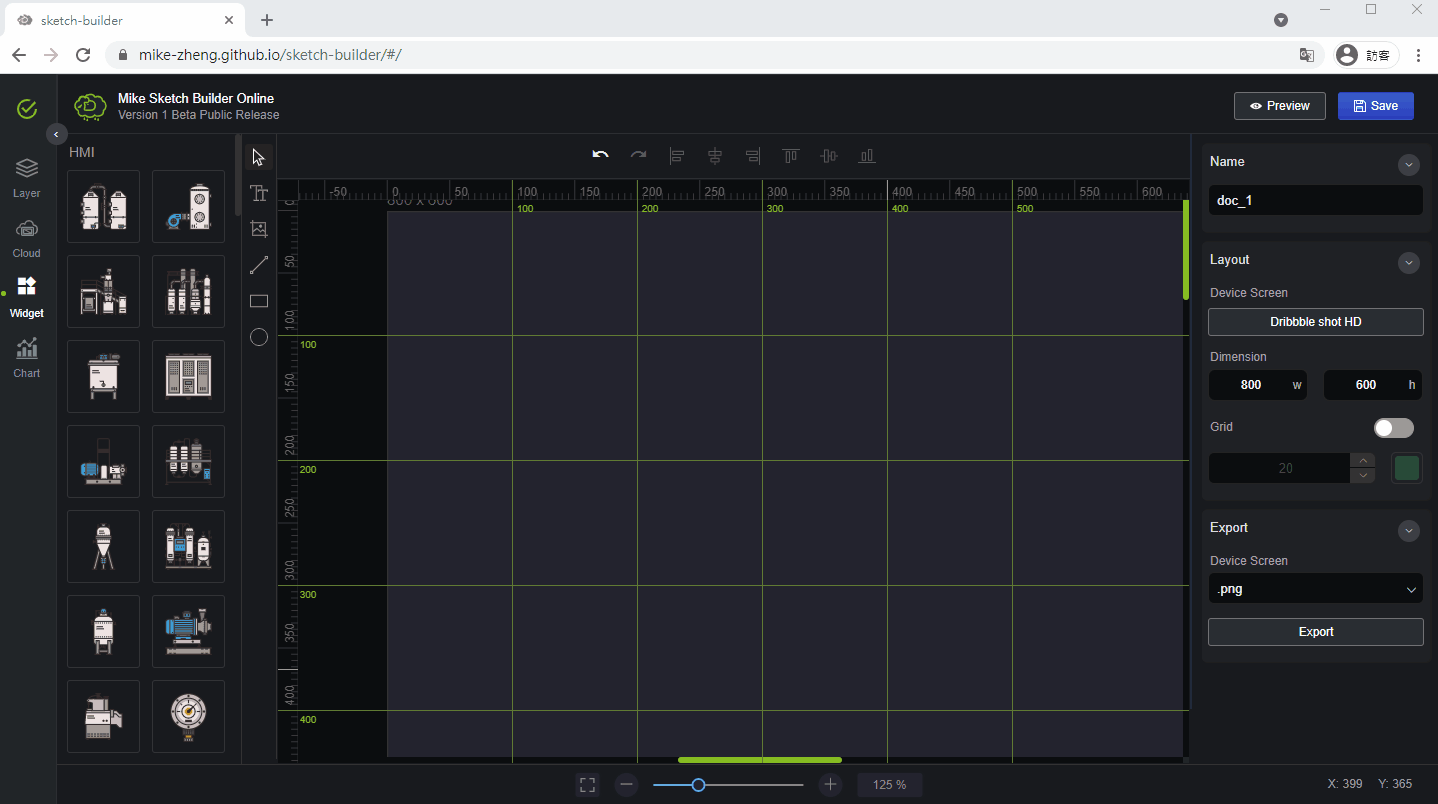 sketch-builder
mike-zheng.github.io/sketch-builder/#/
訪客
Mike Sketch Builder Online
Version 1 Beta Public Release
Preview
Save
Layer
Cloud
Widget
Chart
HMI
-50 0 50 100 150 200 250 300 350 400 450 500 550 600
100 200 300 400 500
0
50
100
150
200
250
300
350
400
100
200
300
400
800 x 600
Name
doc_1
Layout
Device Screen
Dribbble shot HD
Dimension
800 w 600 h
Grid
20
Export
Device Screen
.png
Export
125 %
X: 399 Y: 365